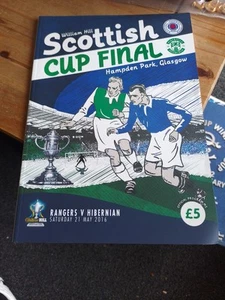 William Hill
Scottish
CUP FINAL
Hampden Park, Glasgow
RANGERS V HIBERNIAN
SATURDAY 21 MAY 2016
£5